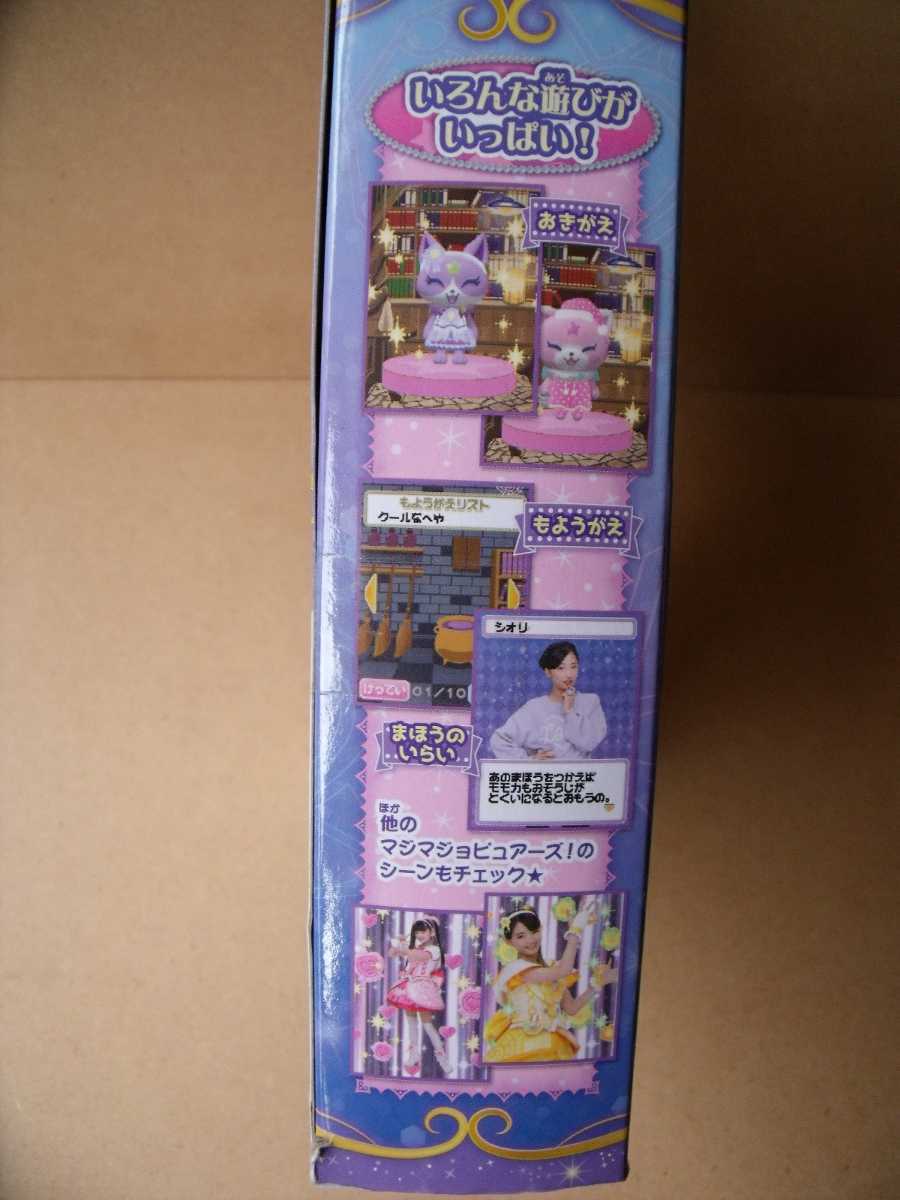 いろんな遊びが
あそ
いっぱい!
おきがえ
もようがえリスト
クールなへや
もようがえ
けってい 01/10
シオリ
まほうの
いらい
あのまほうをつかえば
モモカもおそうじが
とくいになるとおもうの。
ほか
他の
マジマジョピュアーズ!の
シーンもチェック★